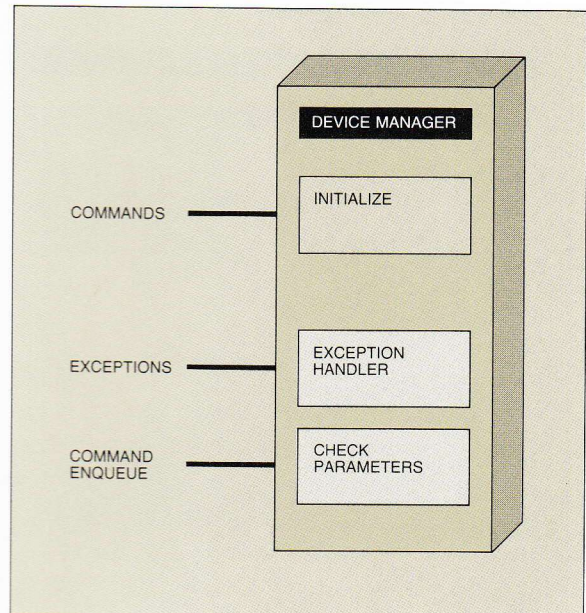 DEVICE MANAGER
COMMANDS
INITIALIZE
EXCEPTIONS
EXCEPTION
HANDLER
COMMAND
ENQUEUE
CHECK
PARAMETERS